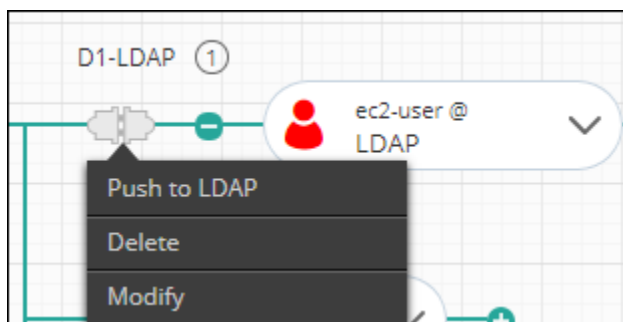 D1-LDAP 1
ec2-user @
LDAP
Push to LDAP
Delete
Modify